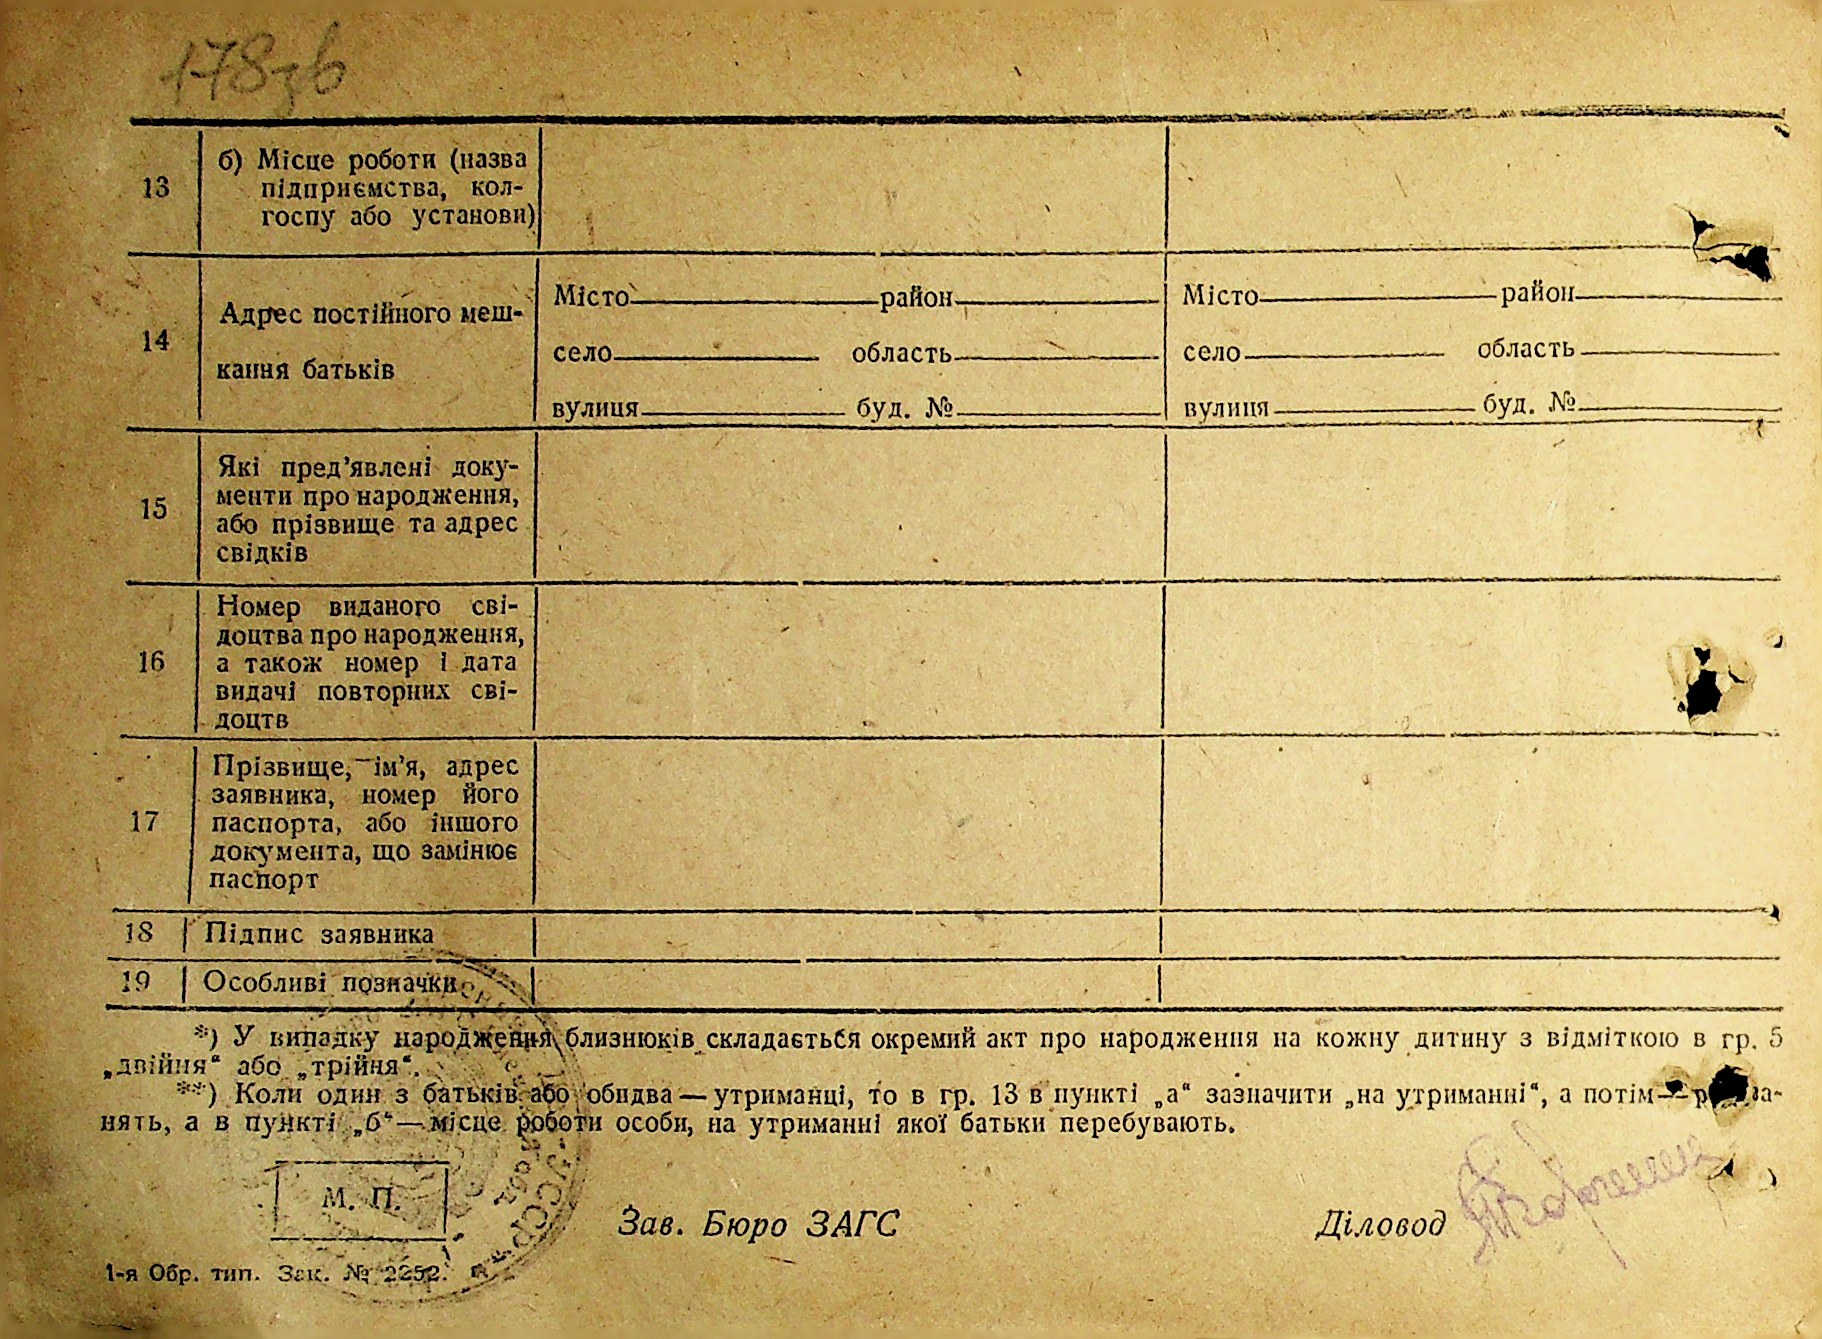 178зв
13
б) Місце роботи (назва
підприємства, кол-
госпу або установи)
14
Адрес постійного меш-
кання батьків
Місто район
село область
вулиця буд. №
Місто район
село область
вулиця буд. №
15
Які пред’явлені доку-
менти про народження,
або прізвище та адрес
свідків
16
Номер виданого сві-
доцтва про народження,
а також номер і дата
видачі повторних сві-
доцтв
17
Прізвище, ім’я, адрес
заявника, номер його
паспорта, або іншого
документа, що замінює
паспорт
18 Підпис заявника
19 Особливі позначки
*) У випадку народження близнюків складається окремий акт про народження на кожну дитину з відміткою в гр. 5
„двійня“ або „трійня“.
**) Коли один з батьків або обидва — утриманці, то в гр. 13 в пункті „а“ зазначити „на утриманні“, а потім —
нять, а в пункті „б“ — місце роботи особи, на утриманні якої батьки перебувають.
М. П.
Зав. Бюро ЗАГС
Діловод
1-я Обр. тип. Зак. № 2252.